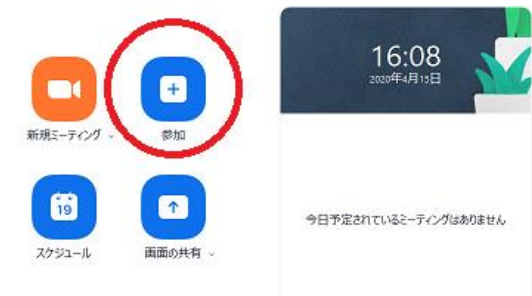 新規ミーティング
参加
19
スケジュール
画面の共有
16:08
2020年4月15日
今日予定されているミーティングはありません